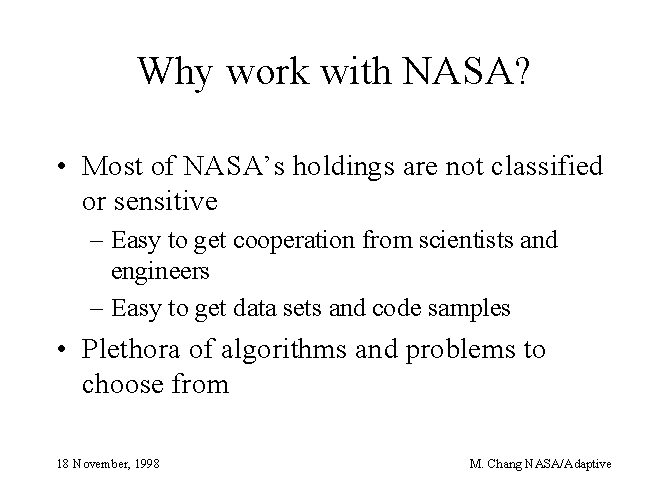 Why work with NASA?
• Most of NASA’s holdings are not classified
or sensitive
– Easy to get cooperation from scientists and
engineers
– Easy to get data sets and code samples
• Plethora of algorithms and problems to
choose from
18 November, 1998
M. Chang NASA/Adaptive